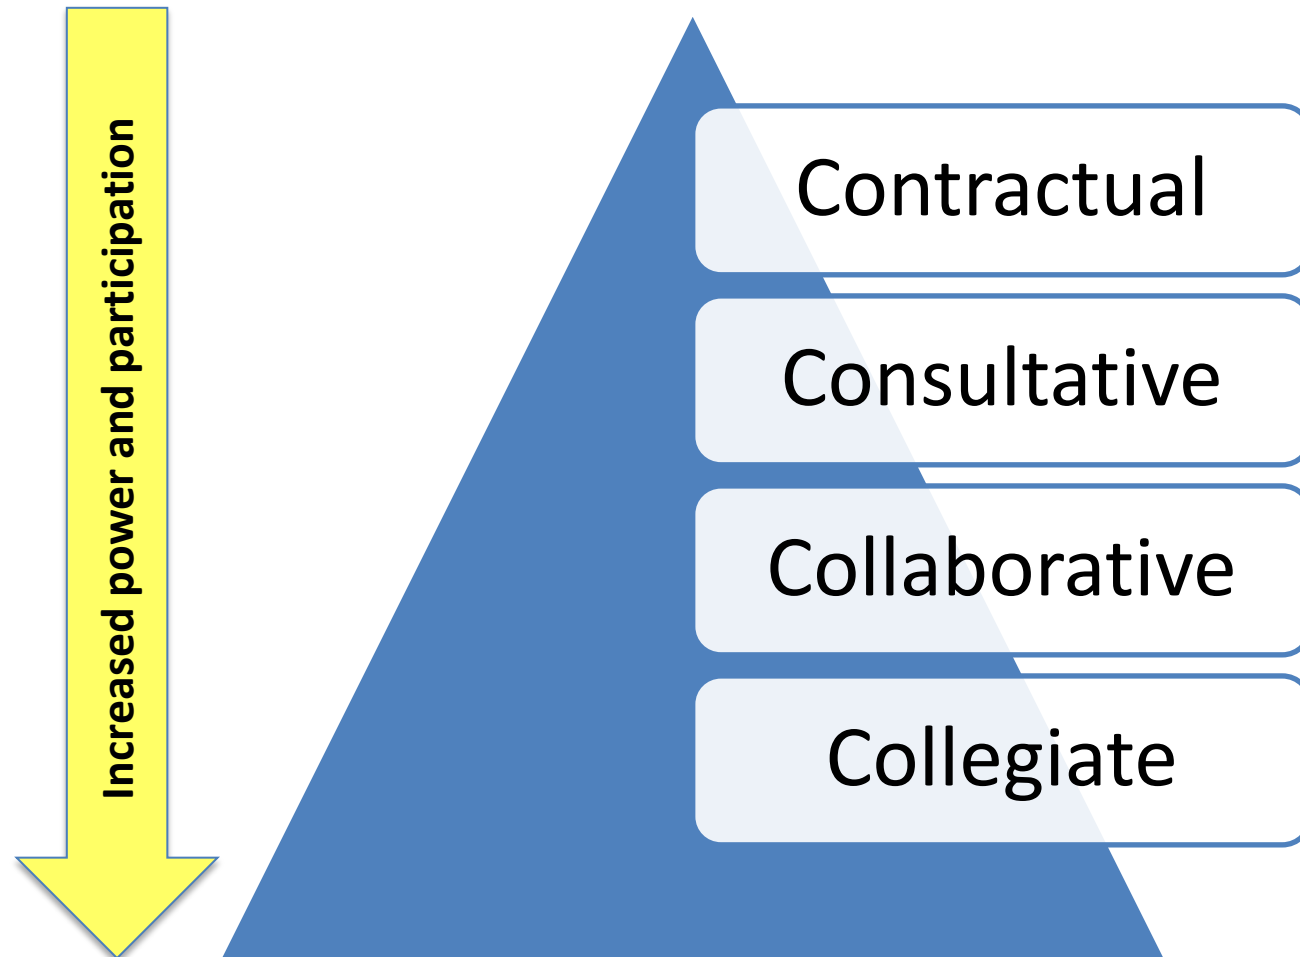 Increased power and participation
Contractual
Consultative
Collaborative
Collegiate